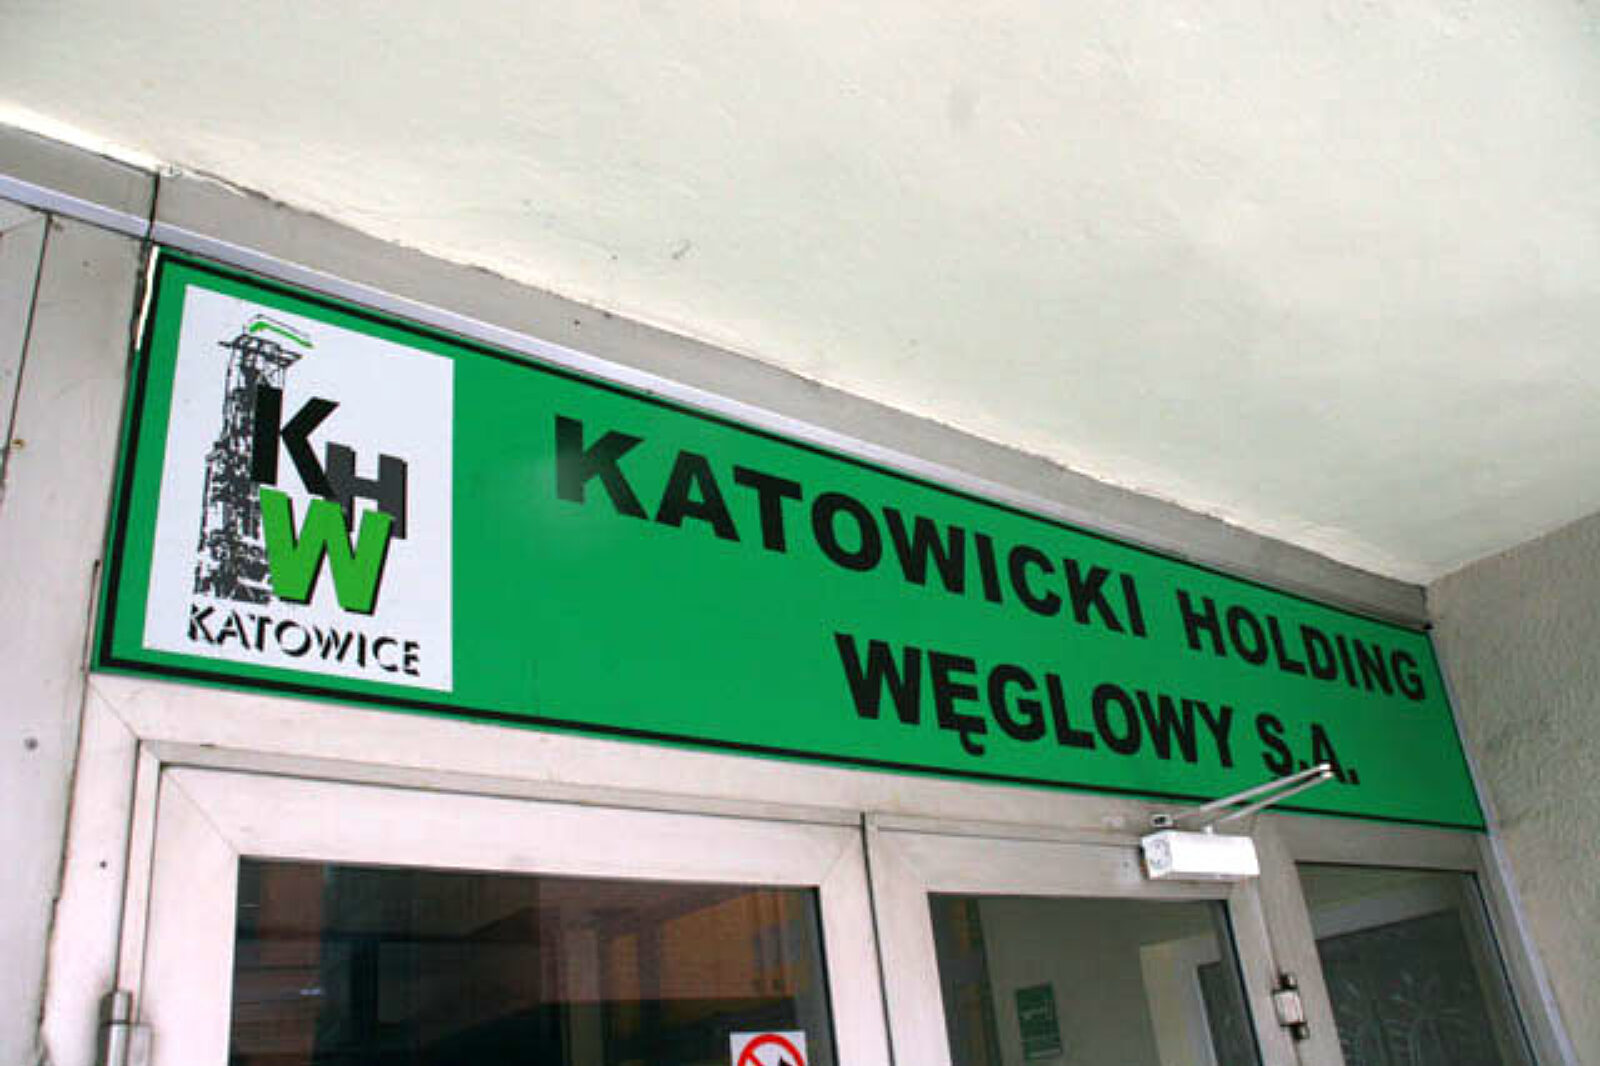 KHW
KATOWICE
KATOWICKI HOLDING
WĘGLOWY S.A.